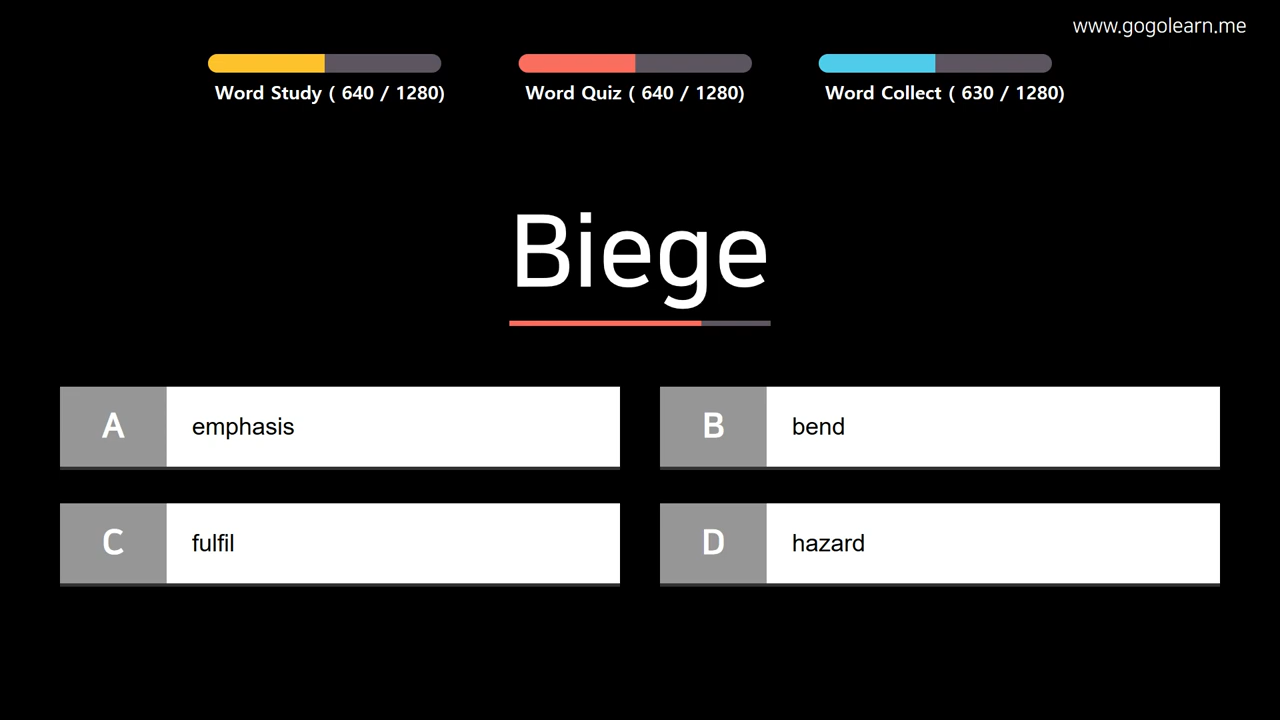 www.gogolearn.me
Word Study ( 640 / 1280)
Word Quiz ( 640 / 1280)
Word Collect ( 630 / 1280)
Biege
A emphasis
B bend
C fulfil
D hazard